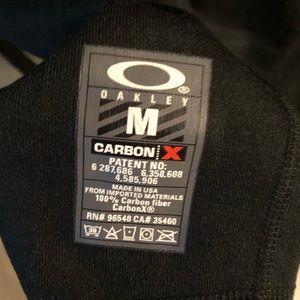 ®
OAKLEY
M
CARBON X
PATENT NO:
6 287,686 6,358,608
4,585,906
MADE IN USA
FROM IMPORTED MATERIALS
100% Carbon fiber
CarbonX®
RN# 96548 CA# 35460
30